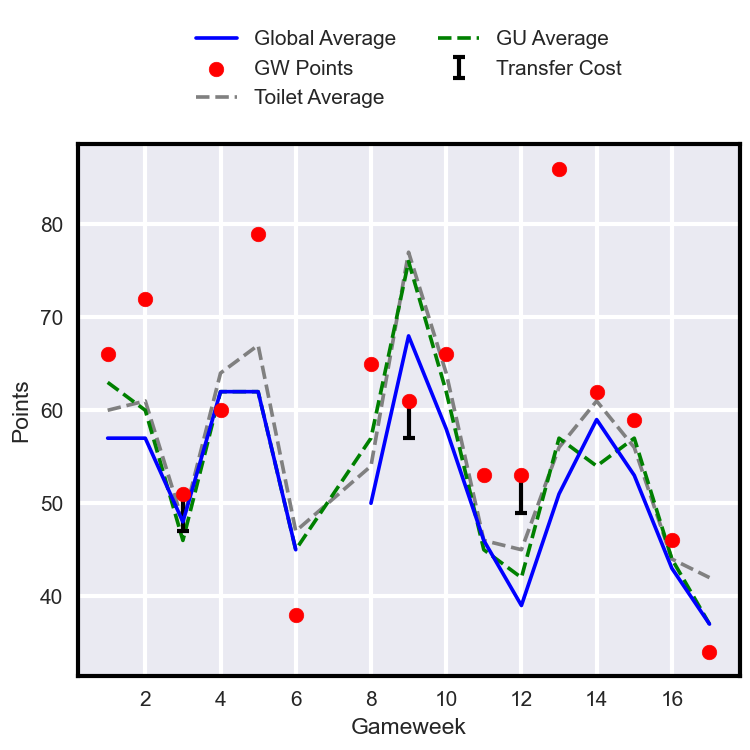 Global Average
GW Points
Toilet Average
GU Average
Transfer Cost
Points
80
70
60
50
40
2 4 6 8 10 12 14 16
Gameweek